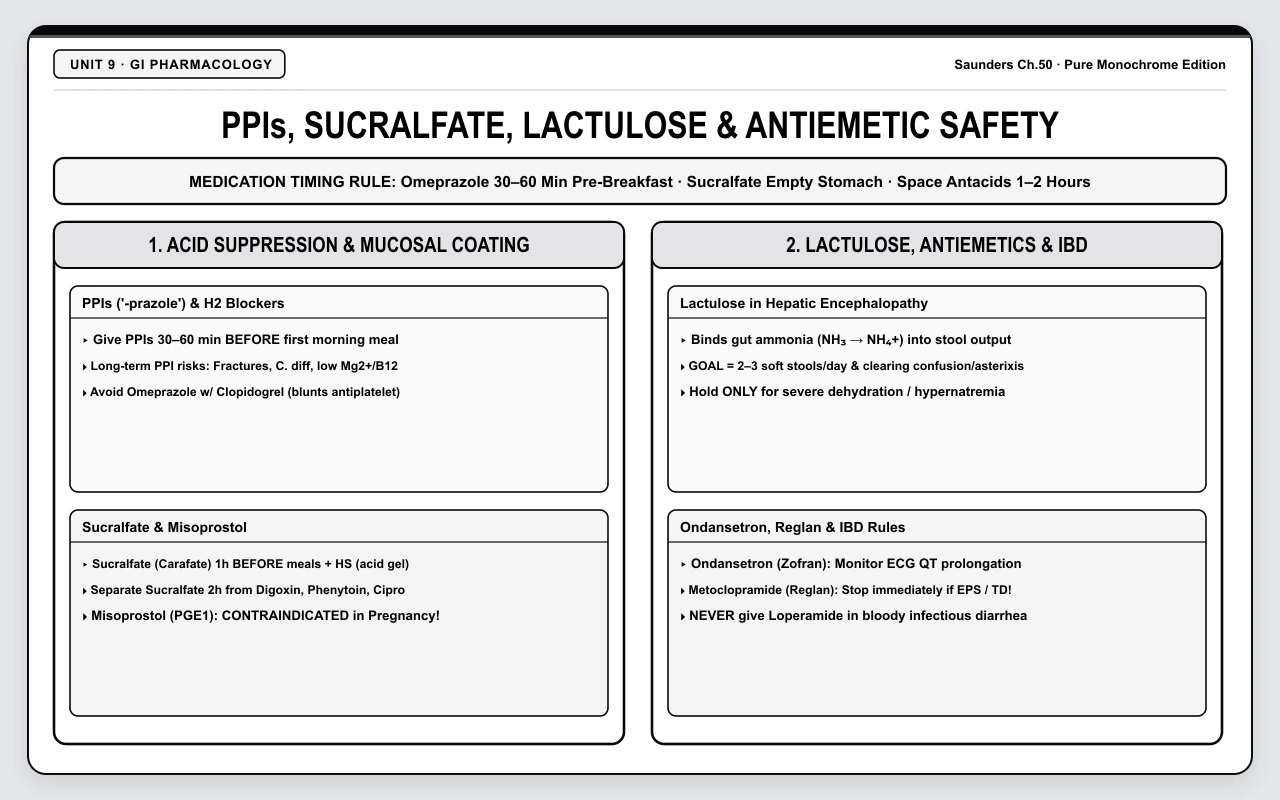 UNIT 9 · GI PHARMACOLOGY
Saunders Ch.50 · Pure Monochrome Edition
PPIs, SUCRALFATE, LACTULOSE & ANTIEMETIC SAFETY
MEDICATION TIMING RULE: Omeprazole 30–60 Min Pre-Breakfast · Sucralfate Empty Stomach · Space Antacids 1–2 Hours
1. ACID SUPPRESSION & MUCOSAL COATING
PPIs ('-prazole') & H2 Blockers
‣ Give PPIs 30–60 min BEFORE first morning meal
‣ Long-term PPI risks: Fractures, C. diff, low Mg2+/B12
‣ Avoid Omeprazole w/ Clopidogrel (blunts antiplatelet)
Sucralfate & Misoprostol
‣ Sucralfate (Carafate) 1h BEFORE meals + HS (acid gel)
‣ Separate Sucralfate 2h from Digoxin, Phenytoin, Cipro
‣ Misoprostol (PGE1): CONTRAINDICATED in Pregnancy!
2. LACTULOSE, ANTIEMETICS & IBD
Lactulose in Hepatic Encephalopathy
‣ Binds gut ammonia (NH₃ → NH₄+) into stool output
‣ GOAL = 2–3 soft stools/day & clearing confusion/asterixis
‣ Hold ONLY for severe dehydration / hypernatremia
Ondansetron, Reglan & IBD Rules
‣ Ondansetron (Zofran): Monitor ECG QT prolongation
‣ Metoclopramide (Reglan): Stop immediately if EPS / TD!
‣ NEVER give Loperamide in bloody infectious diarrhea